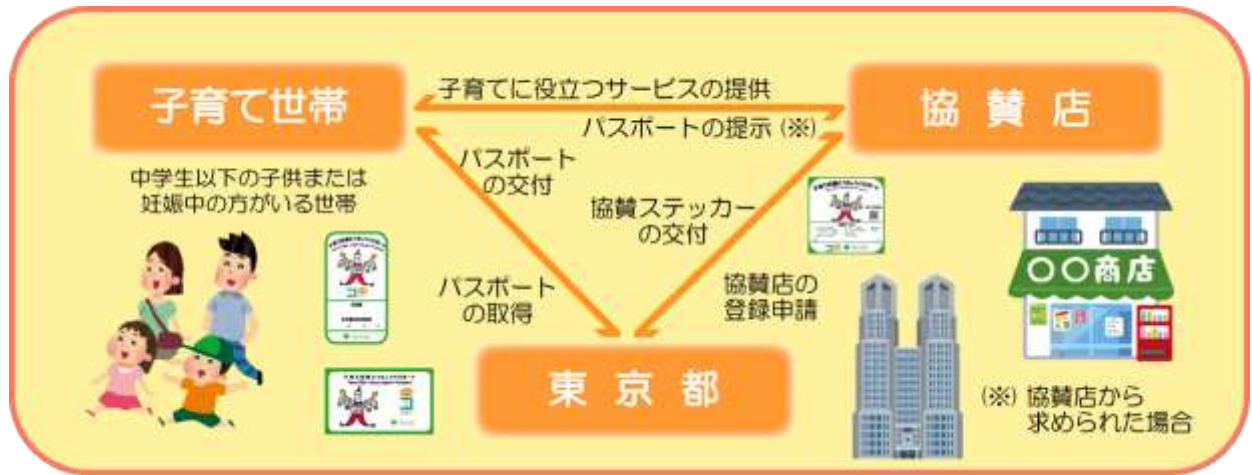 子育て世帯
子育てに役立つサービスの提供
パスポートの提示(※)
協賛店
中学生以下の子供または
妊娠中の方がいる世帯
パスポート
の交付
協賛ステッカー
の交付
パスポート
の取得
協賛店の
登録申請
〇〇商店
東京都
(※) 協賛店から
求められた場合